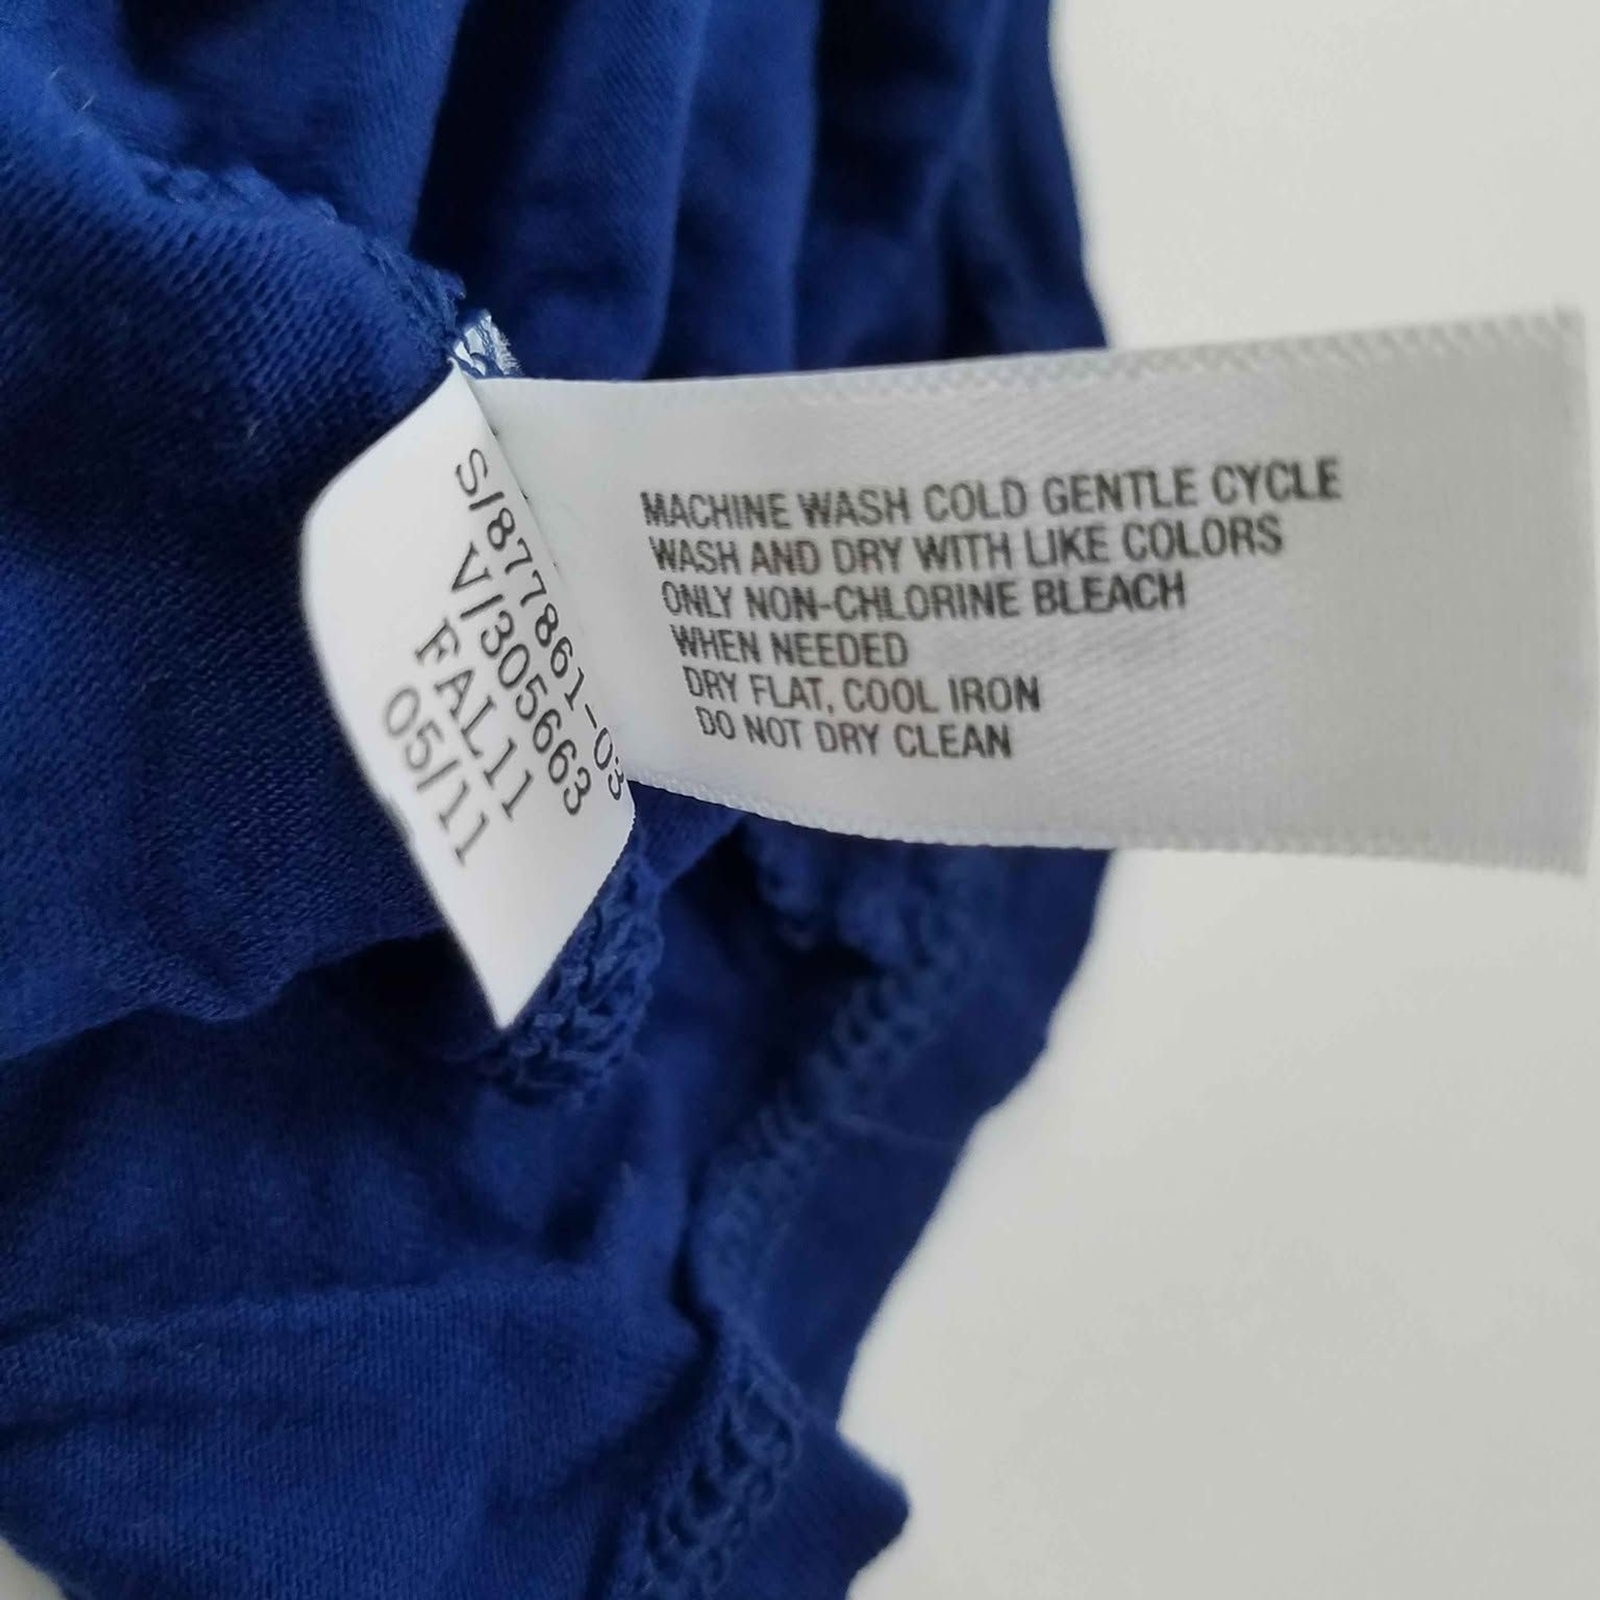 S/877861-03
V/305663
FAL11
05/11
MACHINE WASH COLD GENTLE CYCLE
WASH AND DRY WITH LIKE COLORS
ONLY NON-CHLORINE BLEACH
WHEN NEEDED
DRY FLAT, COOL IRON
DO NOT DRY CLEAN